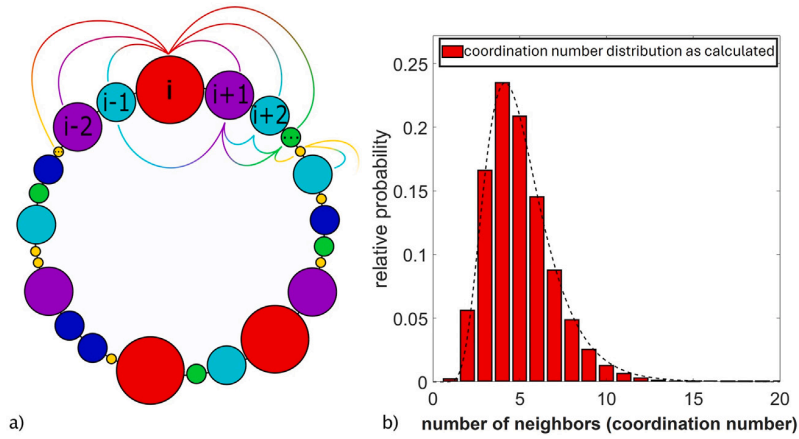 i-2
i-1
i
i+1
i+2
...
...
a)
coordination number distribution as calculated
relative probability
0.25
0.2
0.15
0.1
0.05
0
0 5 10 15 20
b) number of neighbors (coordination number)